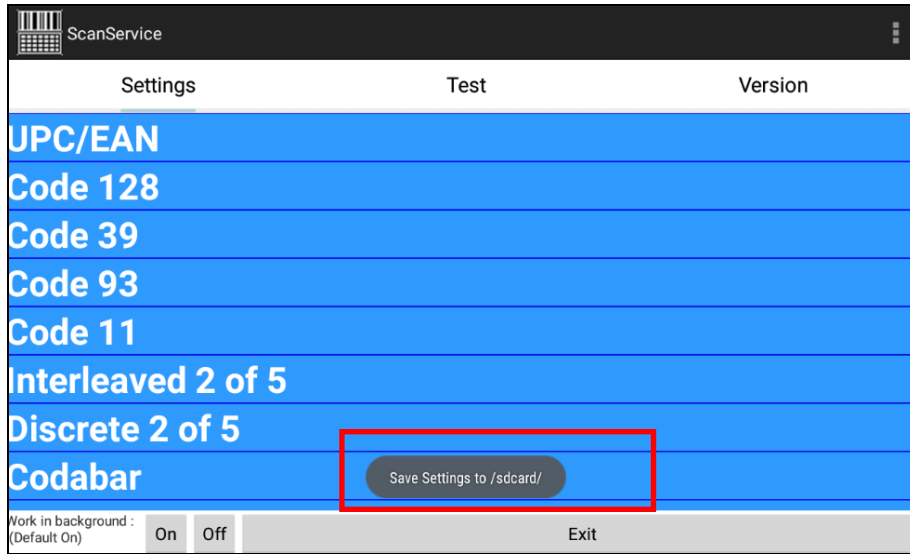 ScanService
Settings Test Version
UPC/EAN
Code 128
Code 39
Code 93
Code 11
Interleaved 2 of 5
Discrete 2 of 5
Codabar
Save Settings to /sdcard/
Work in background :
(Default On)
On Off Exit